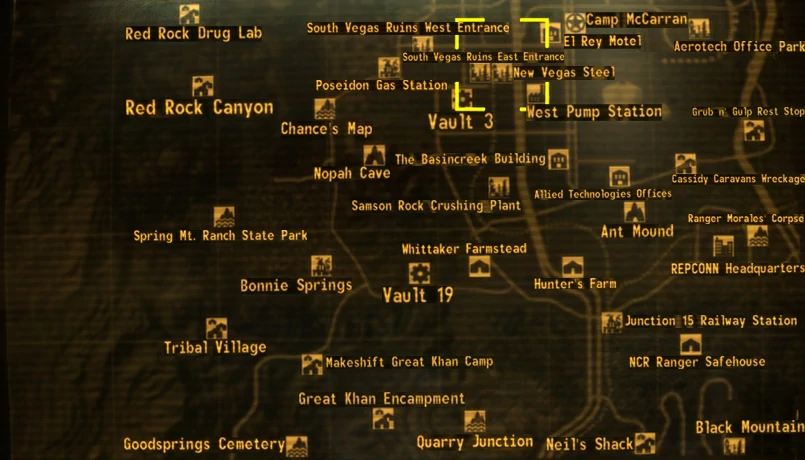 Red Rock Drug Lab
South Vegas Ruins West Entrance
Camp McCarran
El Rey Motel
Aerotech Office Park
South Vegas Ruins East Entrance
New Vegas Steel
Poseidon Gas Station
Red Rock Canyon
Vault 3
West Pump Station
Grub n' Gulp Rest Stop
Chance's Map
The Basincreek Building
Nopah Cave
Cassidy Caravans Wreckage
Allied Technologies Offices
Samson Rock Crushing Plant
Ranger Morales' Corpse
Spring Mt. Ranch State Park
Ant Mound
Whittaker Farmstead
REPCONN Headquarters
Bonnie Springs
Vault 19
Hunter's Farm
Junction 15 Railway Station
Tribal Village
Makeshift Great Khan Camp
NCR Ranger Safehouse
Great Khan Encampment
Black Mountain
Goodsprings Cemetery
Quarry Junction
Neil's Shack